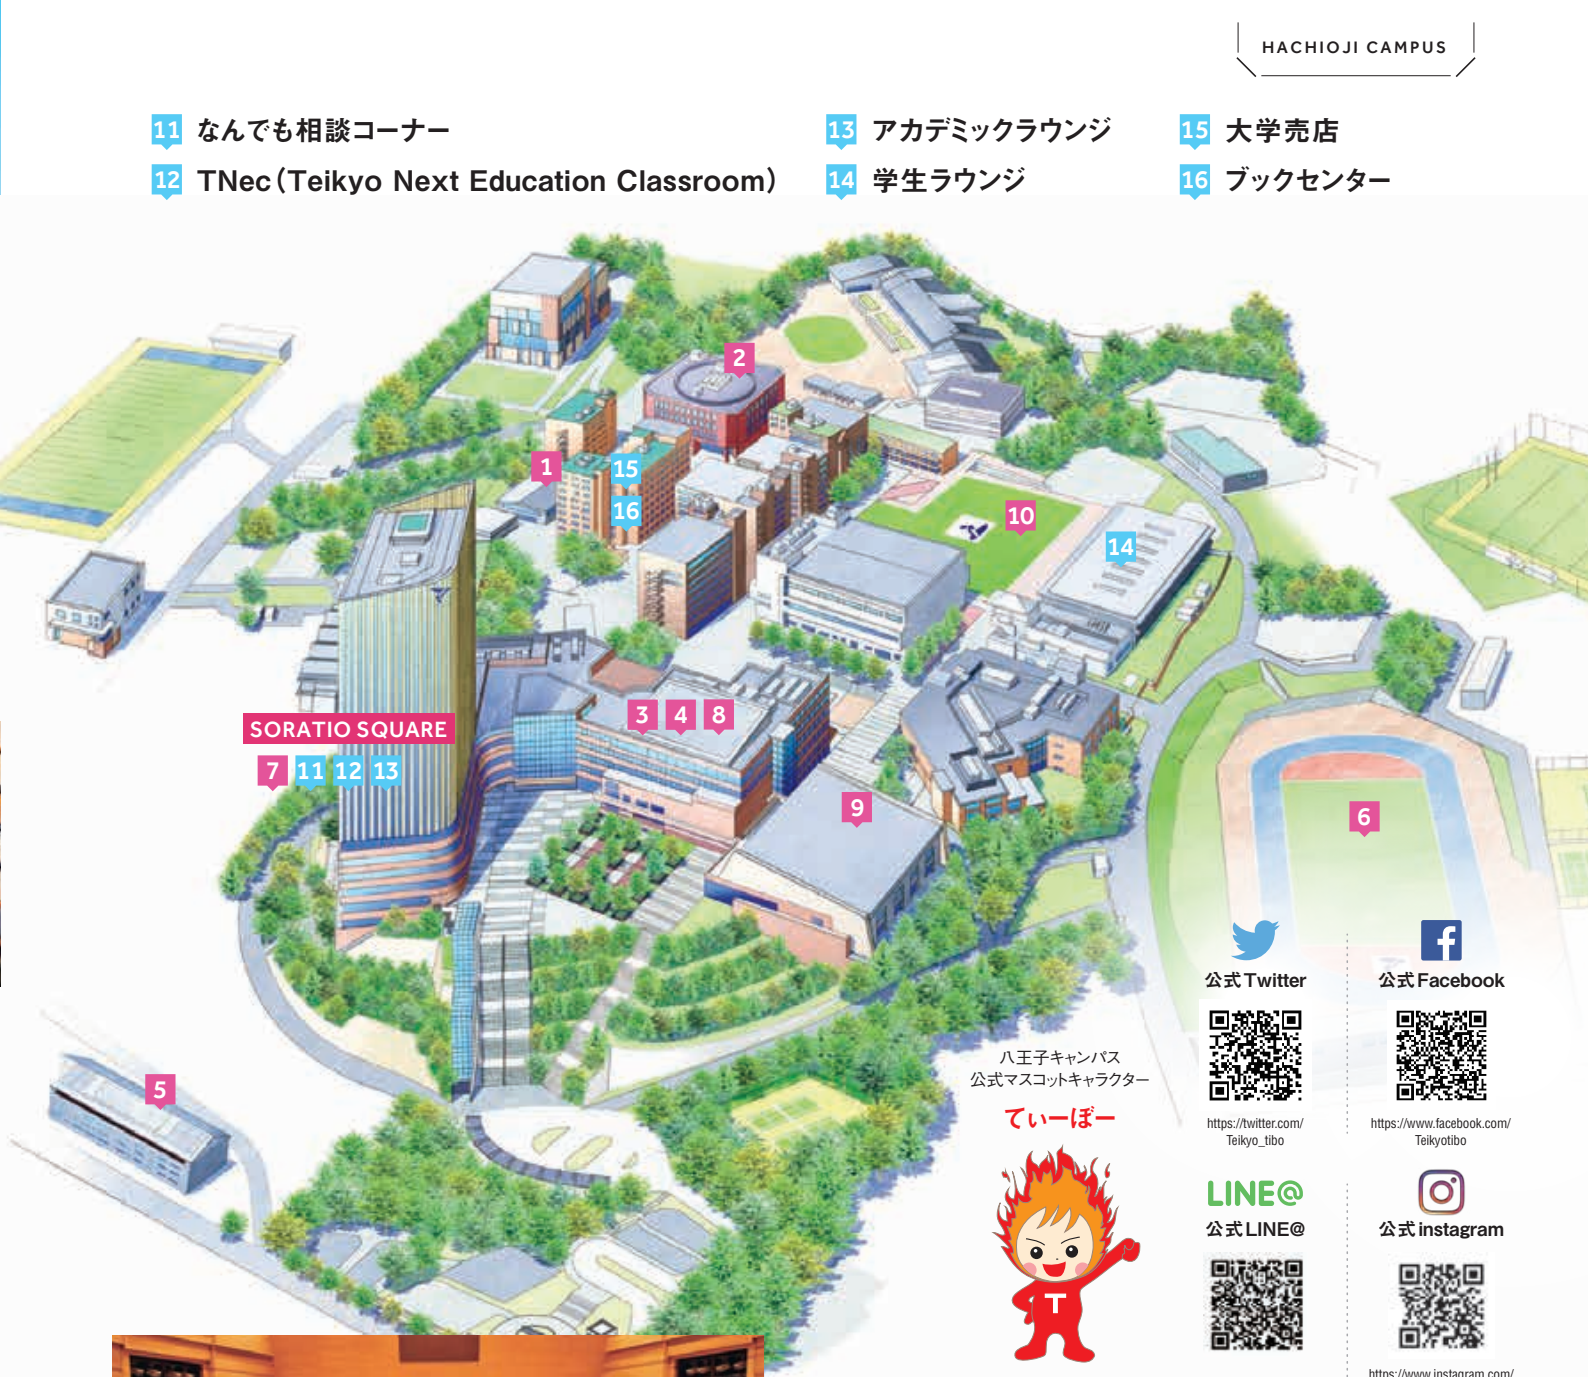 HACHIOJI CAMPUS
11 なんでも相談コーナー
12 TNec(Teikyo Next Education Classroom)
13 アカデミックラウンジ
14 学生ラウンジ
15 大学売店
16 ブックセンター
2
1
15
16
10
14
3 4 8
SORATIO SQUARE
7 11 12 13
9
6
5
八王子キャンパス
公式マスコットキャラクター
てぃーぼー
T
公式Twitter
https://twitter.com/
Teikyo_tibo
公式Facebook
https://www.facebook.com/
Teikyotibo
LINE@
公式LINE@
公式instagram
https://www.instagram.com/